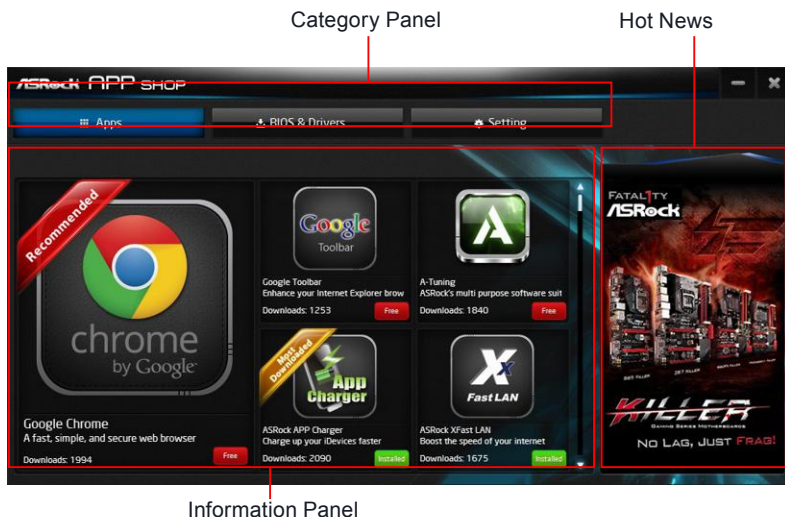 Category Panel
Hot News
ASRock APP SHOP
Apps
BIOS & Drivers
Setting
Recommended
chrome
by Google
Google Chrome
A fast, simple, and secure web browser
Downloads: 1994
Free
Google
Toolbar
Google Toolbar
Enhance your Internet Explorer brow
Downloads: 1253
Free
A-Tuning
ASRock's multi purpose software suit
Downloads: 1840
Free
Most
Downloaded
App
Charger
ASRock APP Charger
Charge up your iDevices faster
Downloads: 2090
Installed
Fast LAN
ASRock XFast LAN
Boost the speed of your internet
Downloads: 1675
Installed
FATAL1TY
ASRock
KILLER
GAMING SERIES MOTHERBOARDS
NO LAG, JUST FRAG!
Information Panel